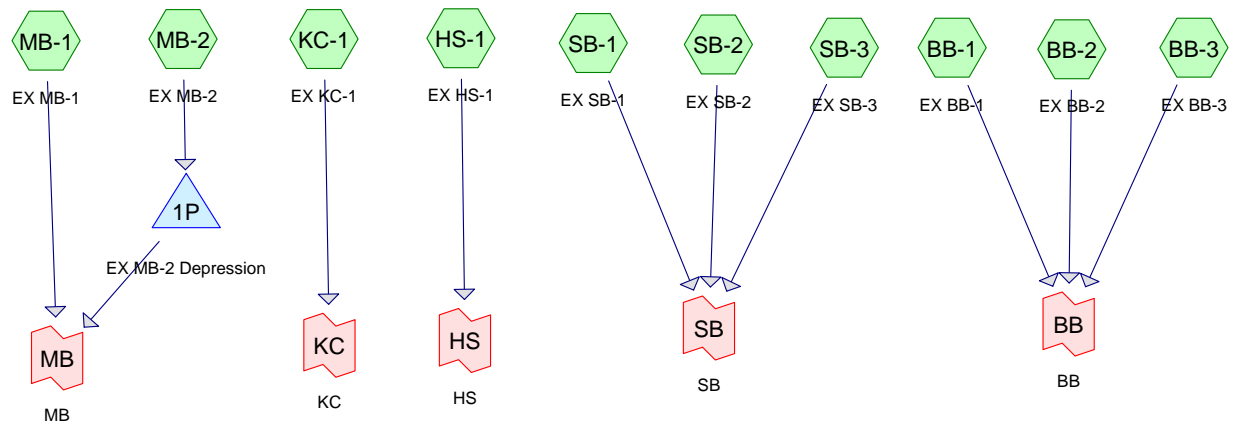 MB-1
MB-2
KC-1
HS-1
SB-1
SB-2
SB-3
BB-1
BB-2
BB-3
EX MB-1
EX MB-2
EX KC-1
EX HS-1
EX SB-1
EX SB-2
EX SB-3
EX BB-1
EX BB-2
EX BB-3
1P
EX MB-2 Depression
MB
KC
HS
SB
BB
MB
KC
HS
SB
BB